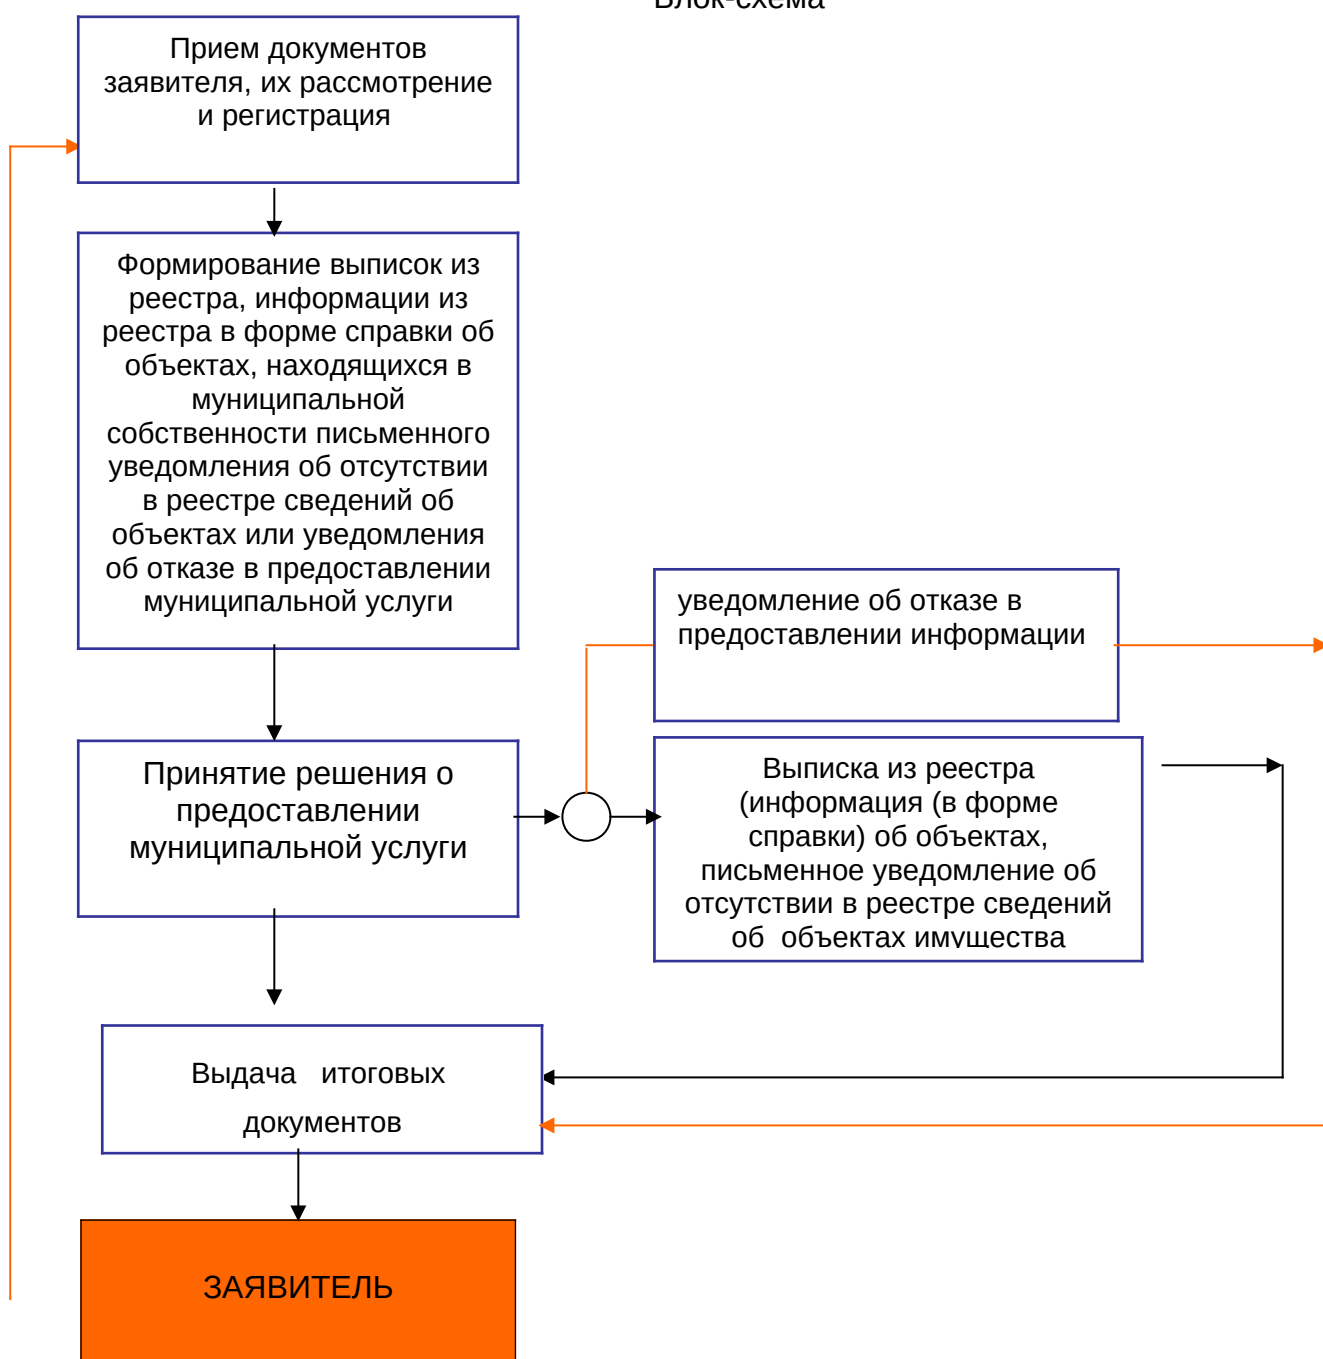 Блок-схема
Прием документов
заявителя, их рассмотрение
и регистрация
Формирование выписок из
реестра, информации из
реестра в форме справки об
объектах, находящихся в
муниципальной
собственности письменного
уведомления об отсутствии
в реестре сведений об
объектах или уведомления
об отказе в предоставлении
муниципальной услуги
уведомление об отказе в
предоставлении информации
Принятие решения о
предоставлении
муниципальной услуги
Выписка из реестра
(информация (в форме
справки) об объектах,
письменное уведомление об
отсутствии в реестре сведений
об  объектах имущества
Выдача   итоговых
документов
ЗАЯВИТЕЛЬ